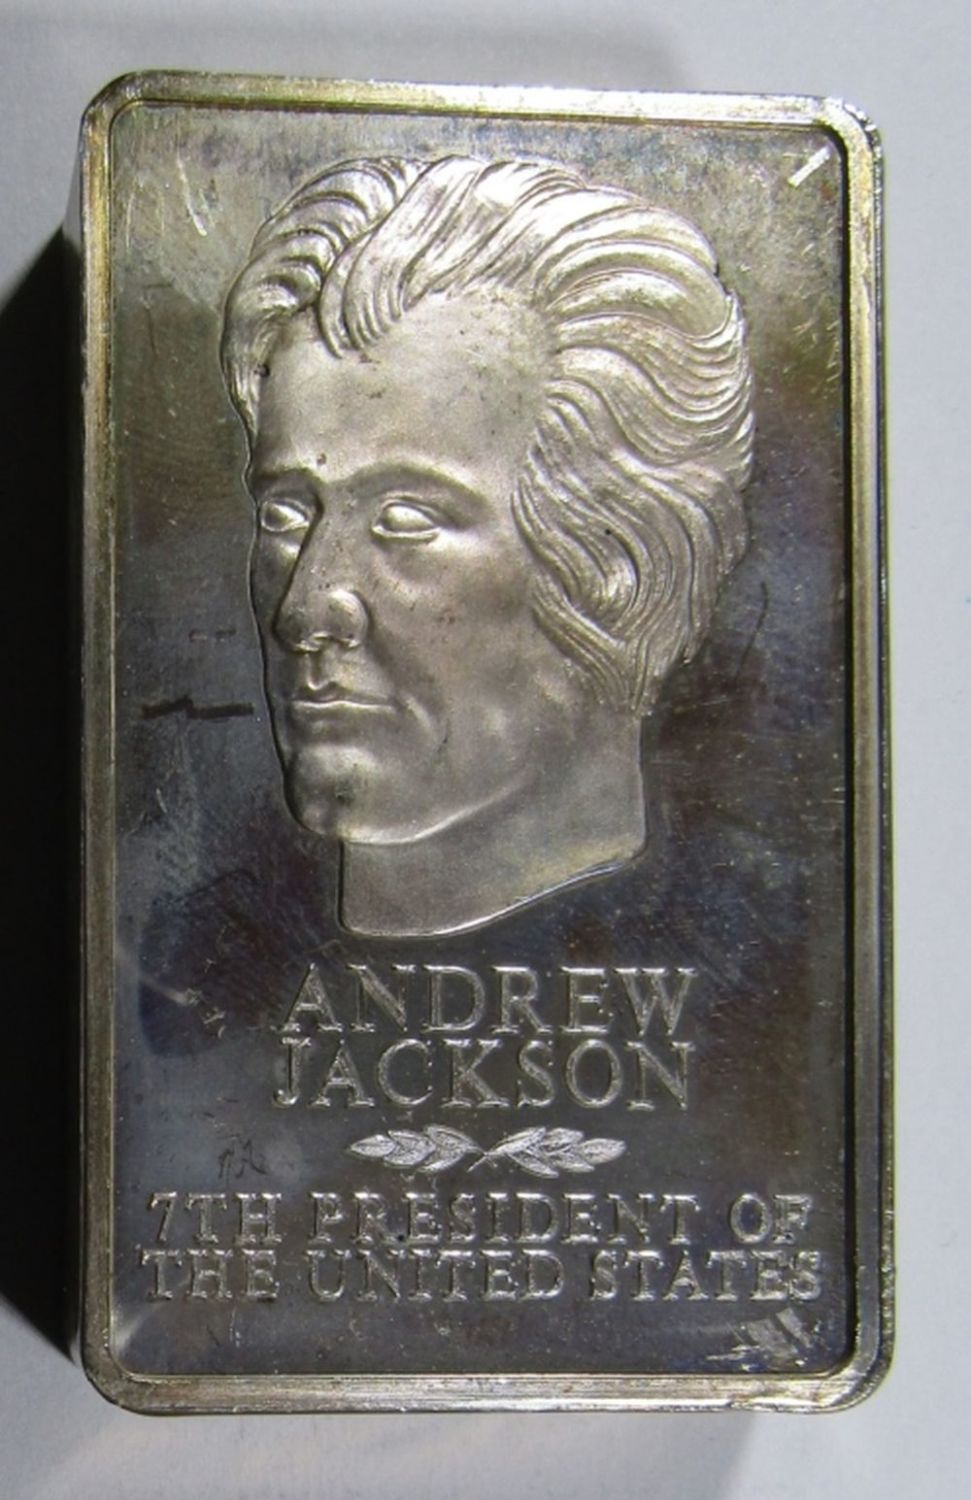 ANDREW
JACKSON
7TH PRESIDENT OF
THE UNITED STATES